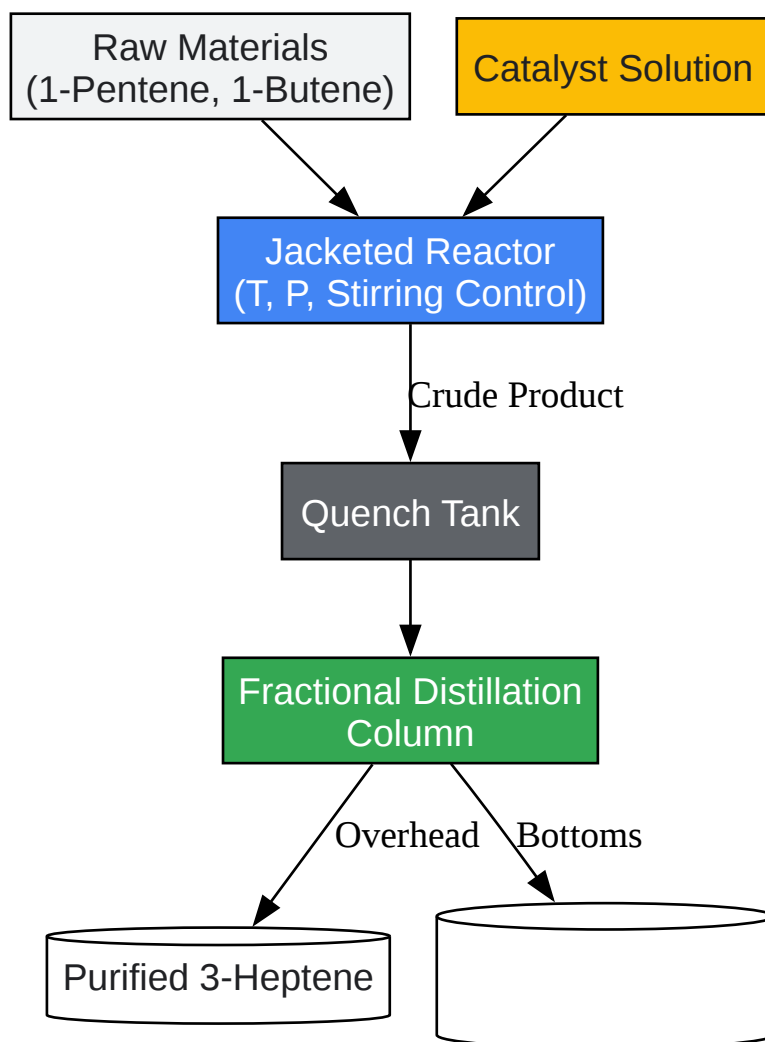 Raw Materials
(1-Pentene, 1-Butene)
Catalyst Solution
Jacketed Reactor
(T, P, Stirring Control)
Crude Product
Quench Tank
Fractional Distillation
Column
Overhead
Bottoms
Purified 3-Heptene